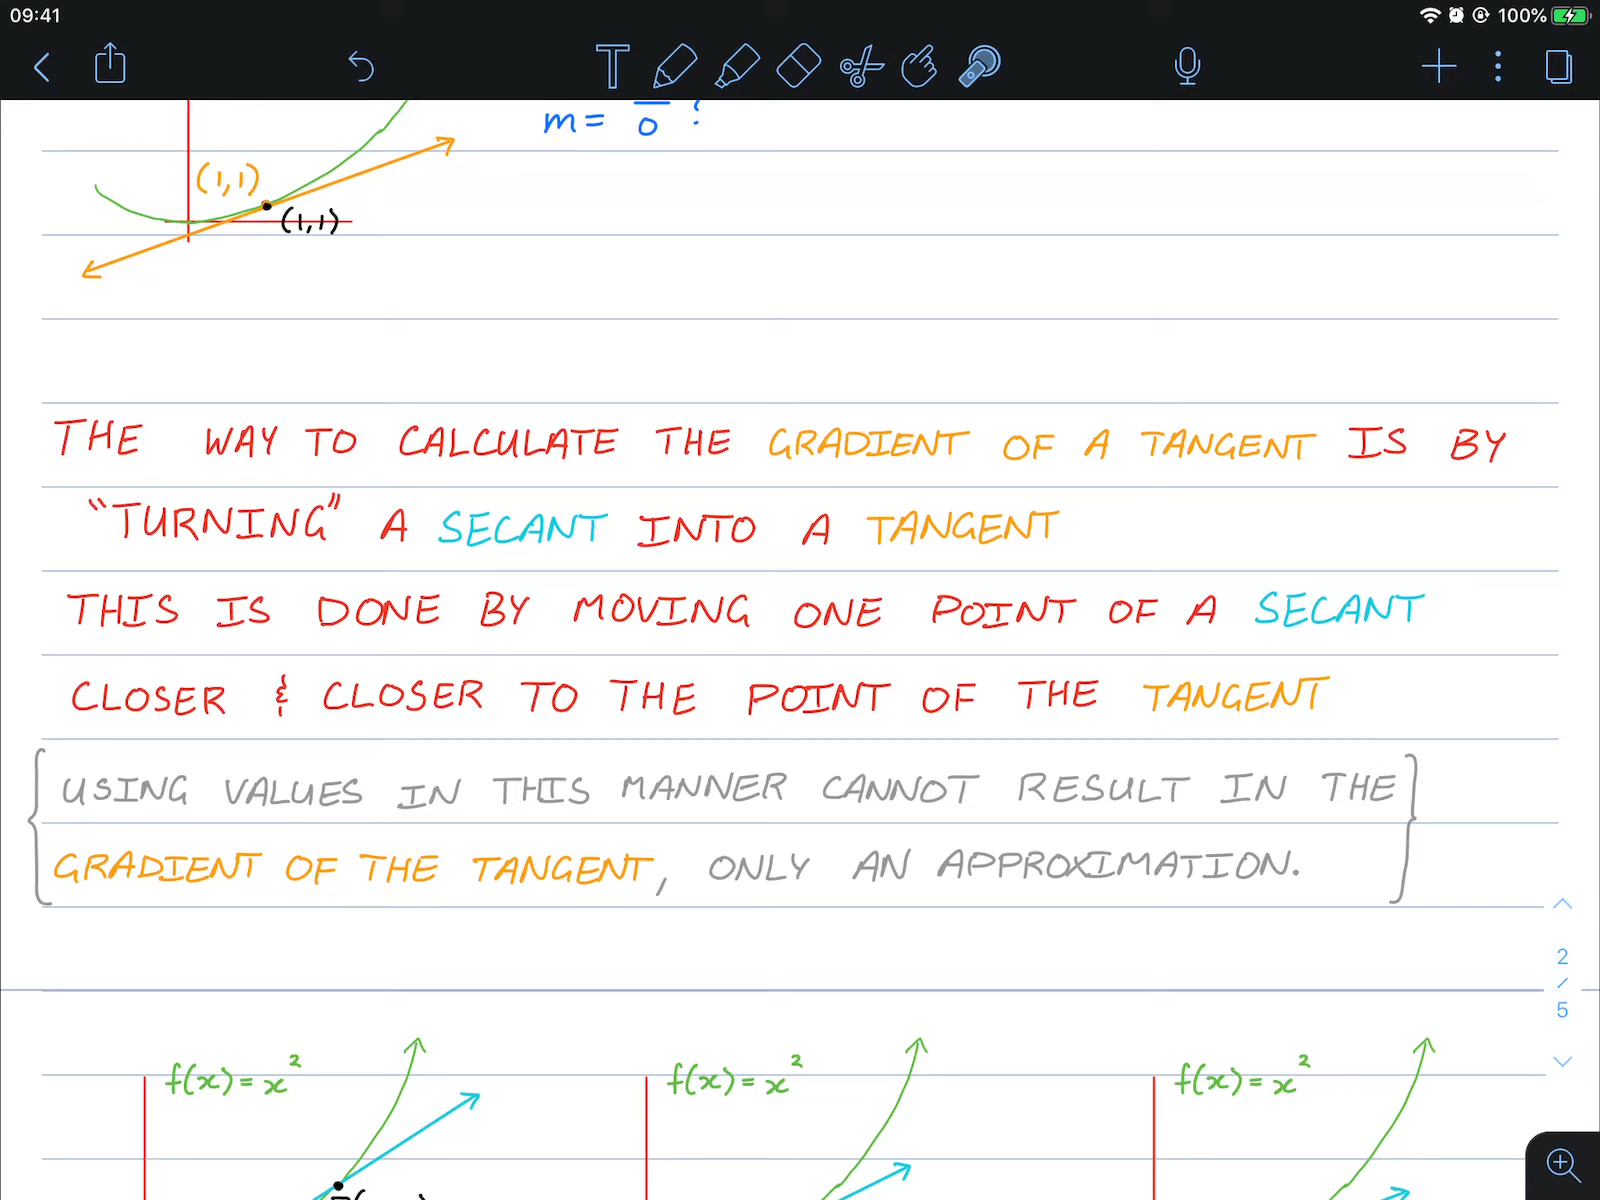 09:41
100%
T
m = 0 ?
(1,1)
(1,1)
THE WAY TO CALCULATE THE GRADIENT OF A TANGENT IS BY
"TURNING" A SECANT INTO A TANGENT
THIS IS DONE BY MOVING ONE POINT OF A SECANT
CLOSER & CLOSER TO THE POINT OF THE TANGENT
{USING VALUES IN THIS MANNER CANNOT RESULT IN THE
GRADIENT OF THE TANGENT, ONLY AN APPROXIMATION.}
2
/
5
f(x) = x²
f(x) = x²
f(x) = x²